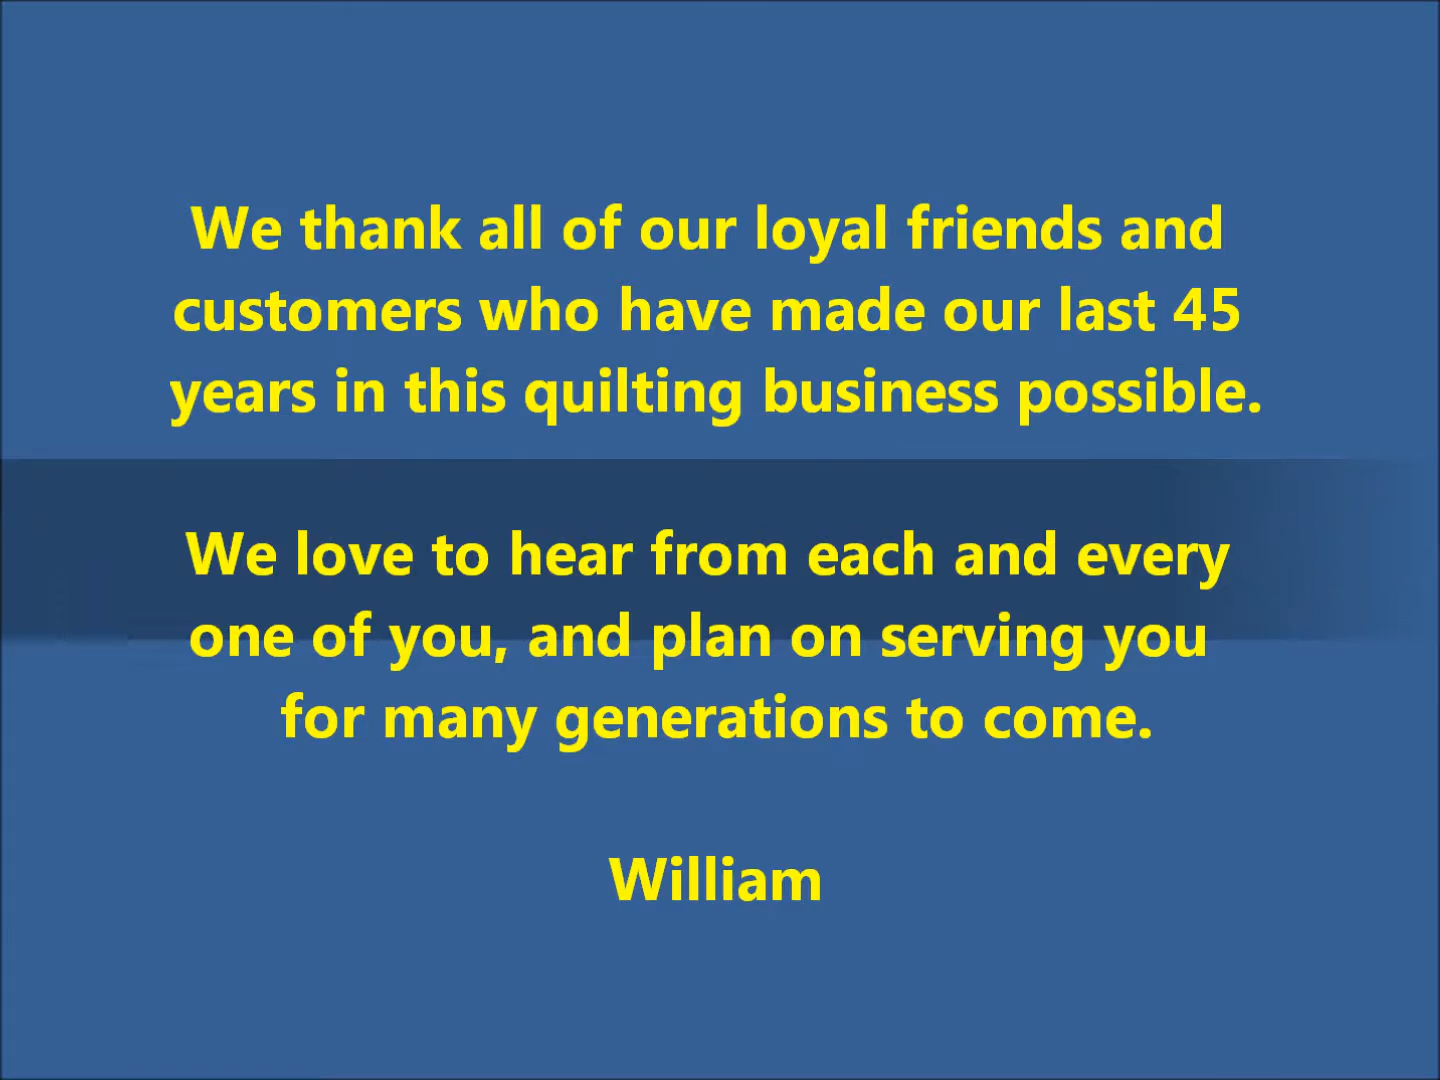 We thank all of our loyal friends and
customers who have made our last 45
years in this quilting business possible.
We love to hear from each and every
one of you, and plan on serving you
for many generations to come.
William